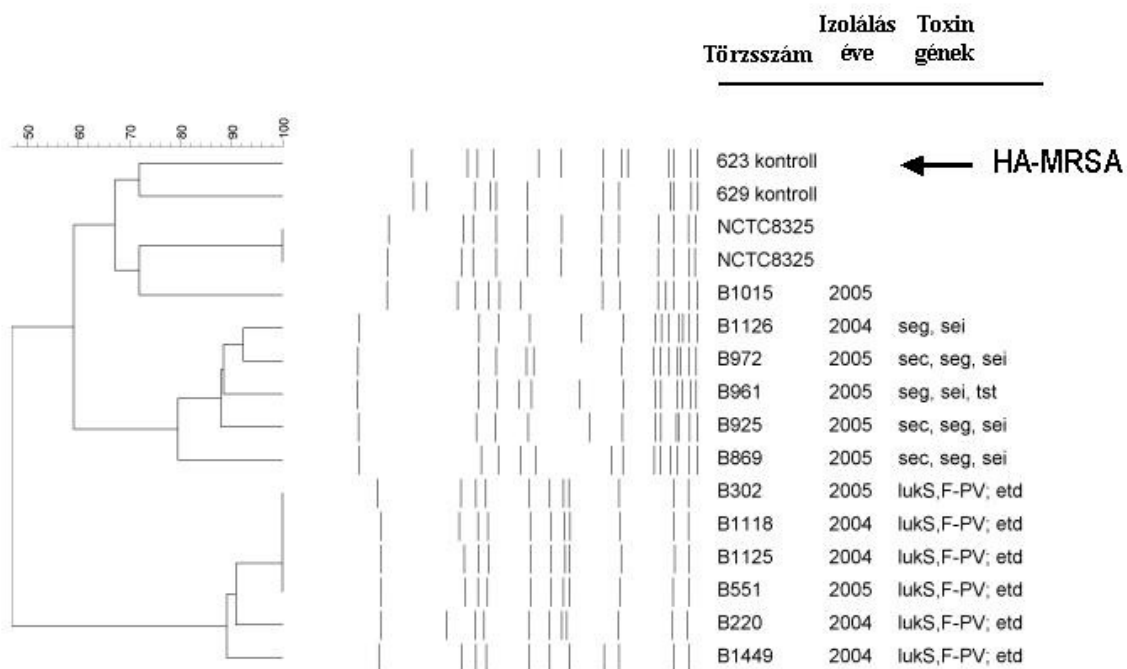 Izolálás Toxin
Törzsszám éve gének
50 60 70 80 90 100
623 kontroll HA-MRSA
629 kontroll
NCTC8325
NCTC8325
B1015 2005
B1126 2004 seg, sei
B972 2005 sec, seg, sei
B961 2005 seg, sei, tst
B925 2005 sec, seg, sei
B869 2005 sec, seg, sei
B302 2005 lukS,F-PV; etd
B1118 2004 lukS,F-PV; etd
B1125 2004 lukS,F-PV; etd
B551 2005 lukS,F-PV; etd
B220 2004 lukS,F-PV; etd
B1449 2004 lukS,F-PV; etd